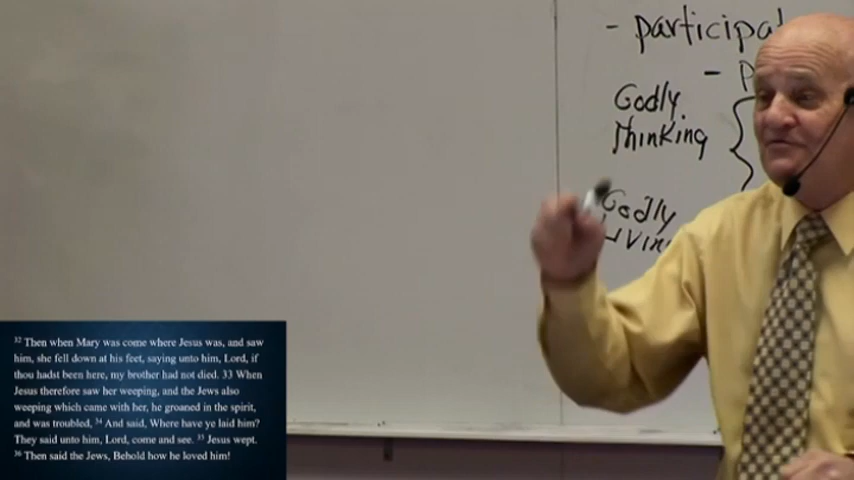 - participat
- P
Godly
Thinking
Godly
Living
32 Then when Mary was come where Jesus was, and saw
him, she fell down at his feet, saying unto him, Lord, if
thou hadst been here, my brother had not died. 33 When
Jesus therefore saw her weeping, and the Jews also
weeping which came with her, he groaned in the spirit,
and was troubled, 34 And said, Where have ye laid him?
They said unto him, Lord, come and see. 35 Jesus wept.
36 Then said the Jews, Behold how he loved him!